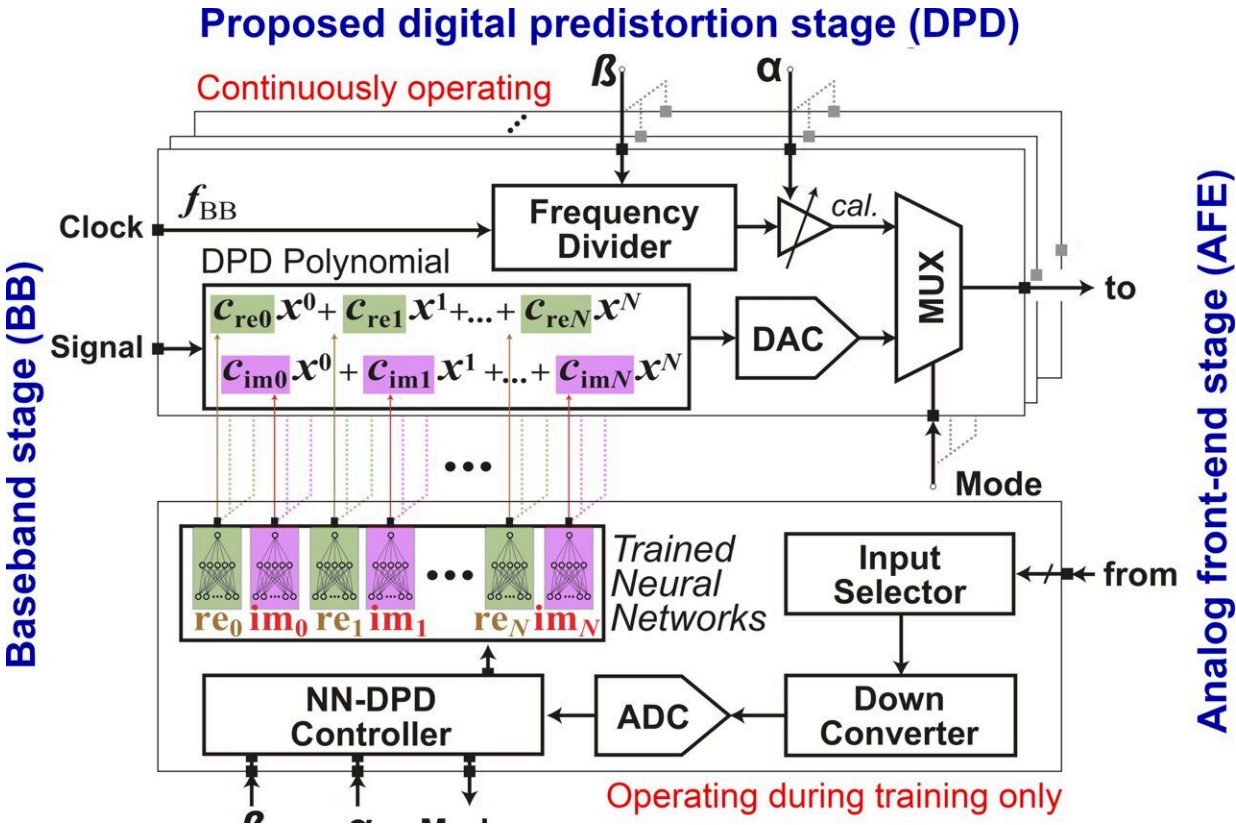 Proposed digital predistortion stage (DPD)
Continuously operating
ß
α
Clock
f_BB
Frequency
Divider
cal.
MUX
to
DPD Polynomial
c_re0 x^0 + c_re1 x^1 +...+ c_reN x^N
c_im0 x^0 + c_im1 x^1 +...+ c_imN x^N
Signal
DAC
Mode
Baseband stage (BB)
Analog front-end stage (AFE)
Trained
Neural
Networks
re_0 im_0 re_1 im_1 re_N im_N
Input
Selector
from
NN-DPD
Controller
ADC
Down
Converter
Operating during training only
ß
α